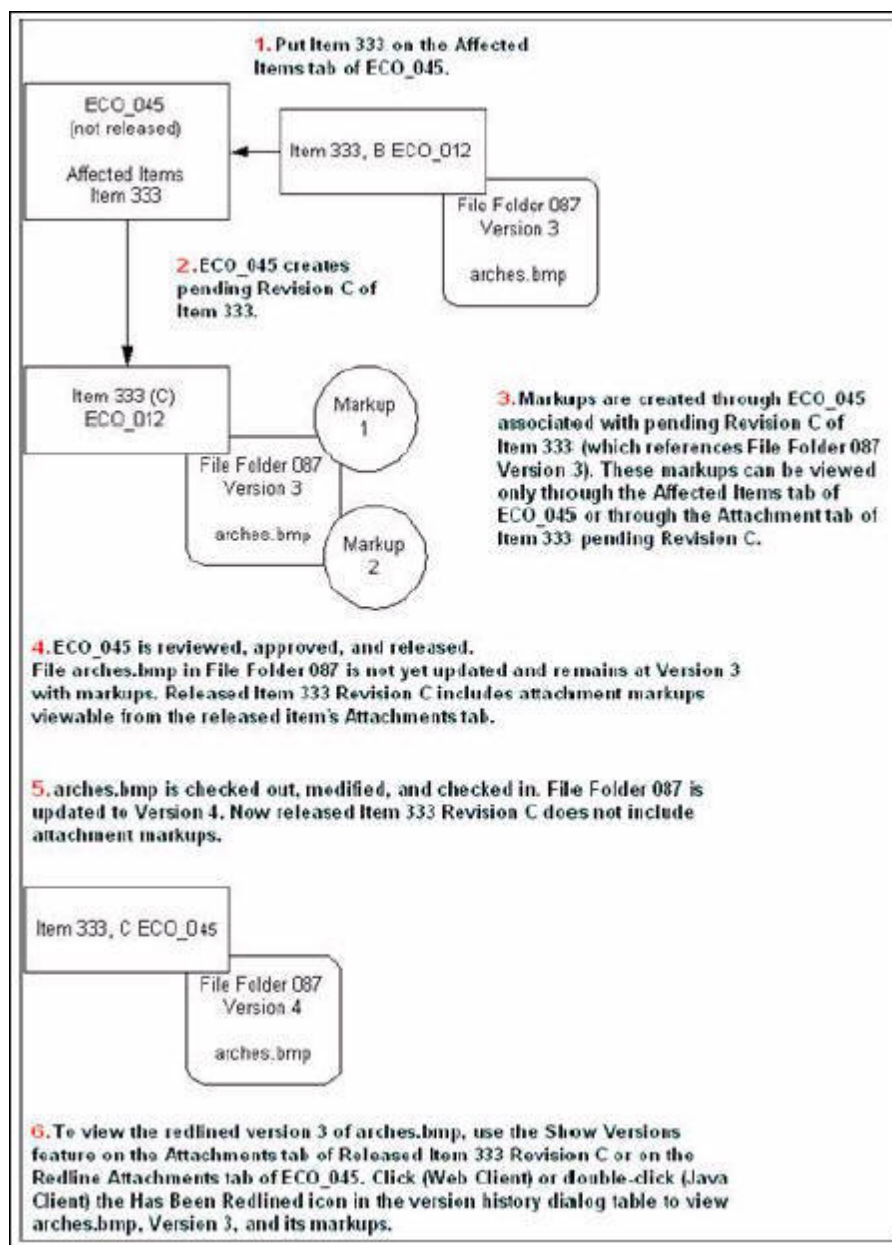 1. Put Item 333 on the Affected
Items tab of ECO_045.
ECO_045
(not released)
Affected Items
Item 333
Item 333, B ECO_012
File Folder 087
Version 3
arches.bmp
2. ECO_045 creates
pending Revision C of
Item 333.
Item 333 (C)
ECO_012
Markup
1
File Folder 087
Version 3
arches.bmp
Markup
2
3. Markups are created through ECO_045
associated with pending Revision C of
Item 333 (which references File Folder 087
Version 3). These markups can be viewed
only through the Affected Items tab of
ECO_045 or through the Attachment tab of
Item 333 pending Revision C.
4. ECO_045 is reviewed, approved, and released.
File arches.bmp in File Folder 087 is not yet updated and remains at Version 3
with markups. Released Item 333 Revision C includes attachment markups
viewable from the released item's Attachments tab.
5. arches.bmp is checked out, modified, and checked in. File Folder 087 is
updated to Version 4. Now released Item 333 Revision C does not include
attachment markups.
Item 333, C ECO_045
File Folder 087
Version 4
arches.bmp
6. To view the redlined version 3 of arches.bmp, use the Show Versions
feature on the Attachments tab of Released Item 333 Revision C or on the
Redline Attachments tab of ECO_045. Click (Web Client) or double-click (Java
Client) the Has Been Redlined icon in the version history dialog table to view
arches.bmp, Version 3, and its markups.